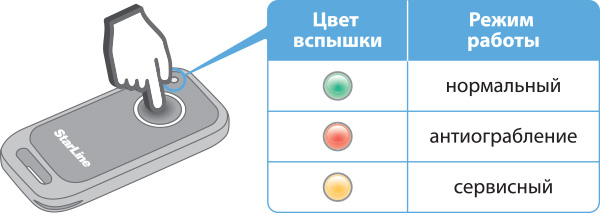 Цвет вспышки
Режим работы
нормальный
антиограбление
сервисный
StarLine